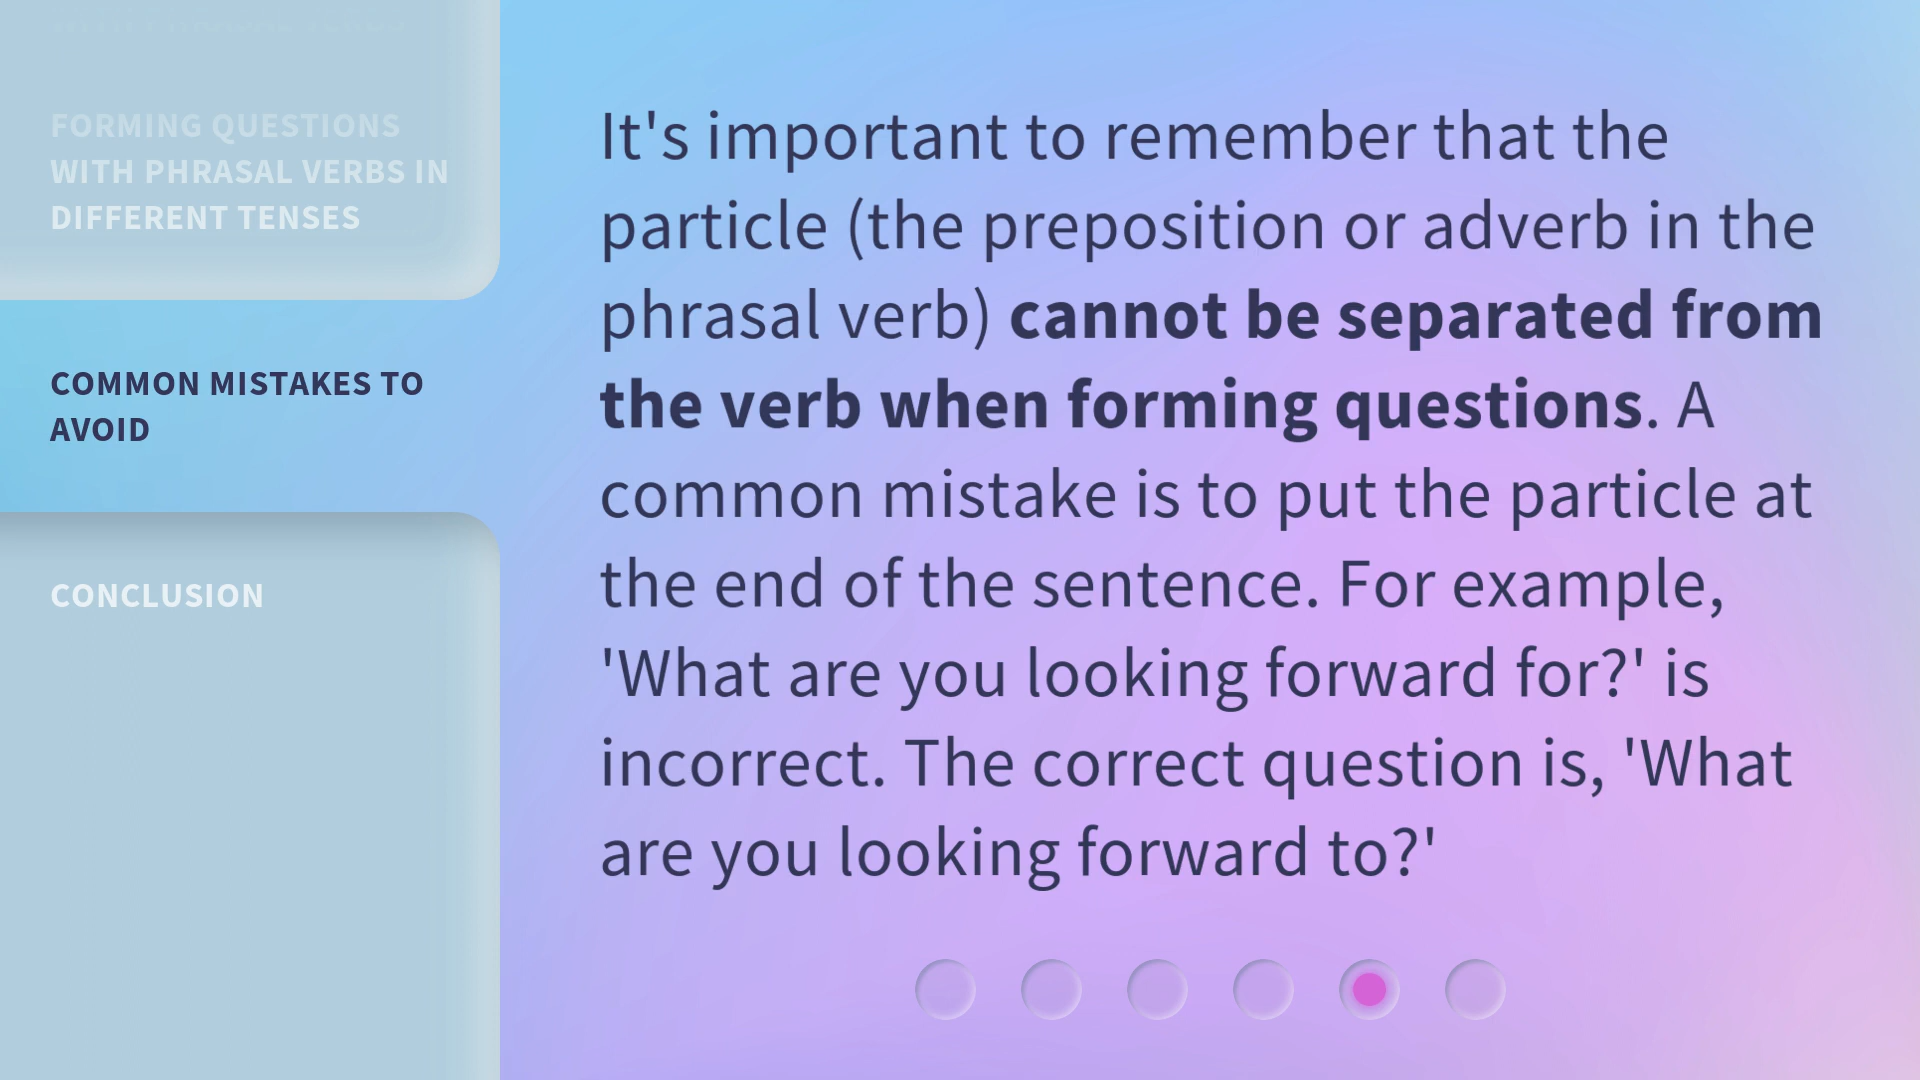 FORMING QUESTIONS
WITH PHRASAL VERBS IN
DIFFERENT TENSES
COMMON MISTAKES TO
AVOID
CONCLUSION
It's important to remember that the
particle (the preposition or adverb in the
phrasal verb) cannot be separated from
the verb when forming questions. A
common mistake is to put the particle at
the end of the sentence. For example,
'What are you looking forward for?' is
incorrect. The correct question is, 'What
are you looking forward to?'